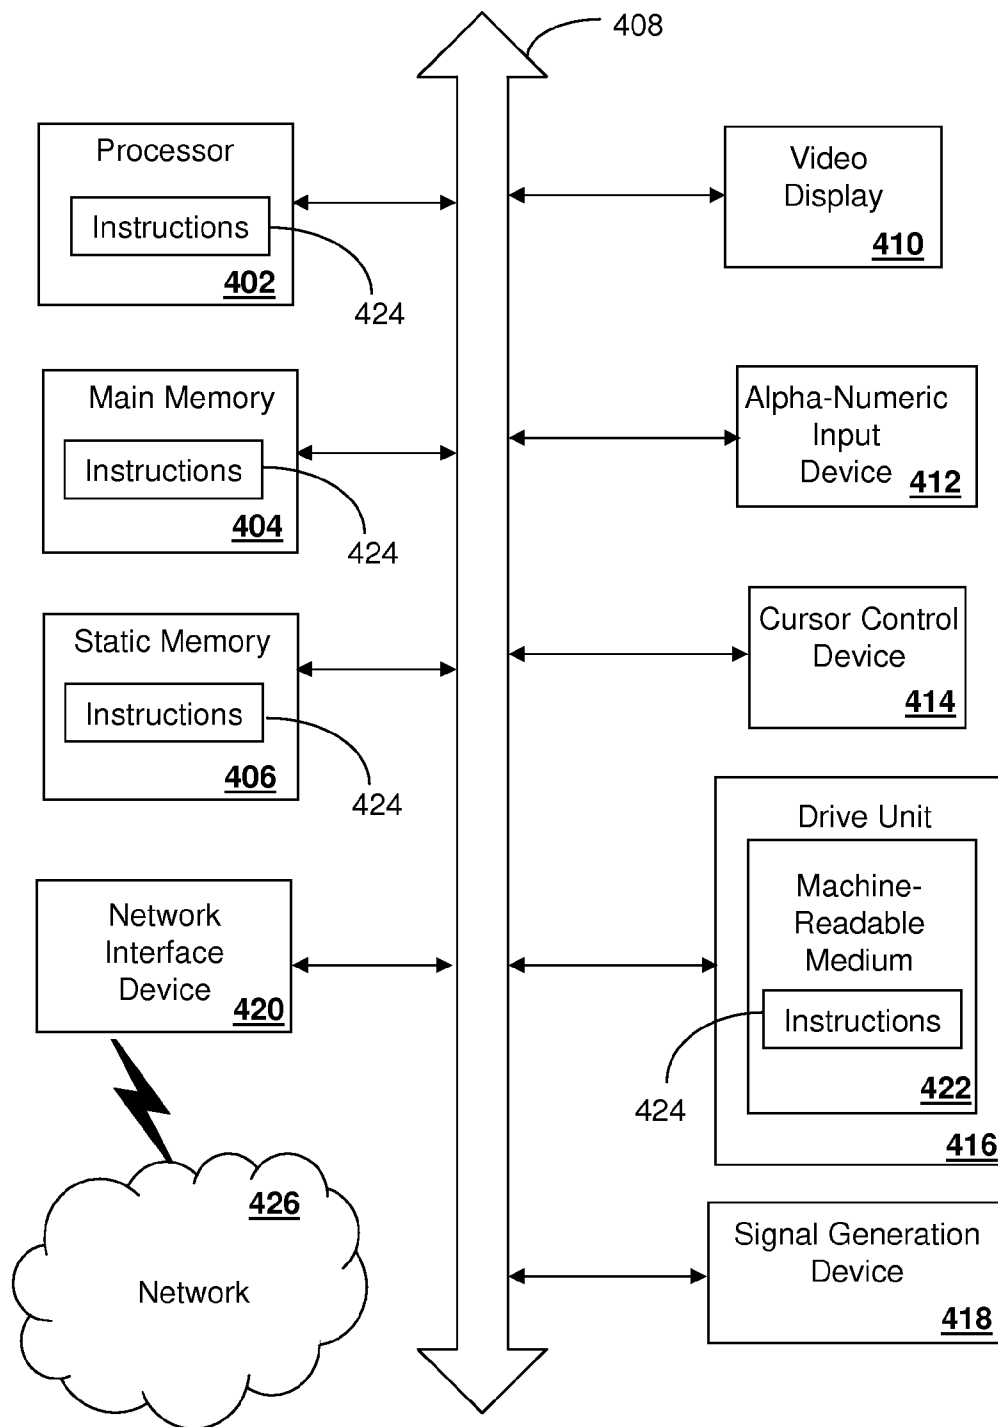 408
Processor
Instructions
402
424
Main Memory
Instructions
404
424
Static Memory
Instructions
406
424
Network
Interface
Device
420
426
Network
Video
Display
410
Alpha-Numeric
Input
Device
412
Cursor Control
Device
414
Drive Unit
Machine-
Readable
Medium
Instructions
424
422
416
Signal Generation
Device
418